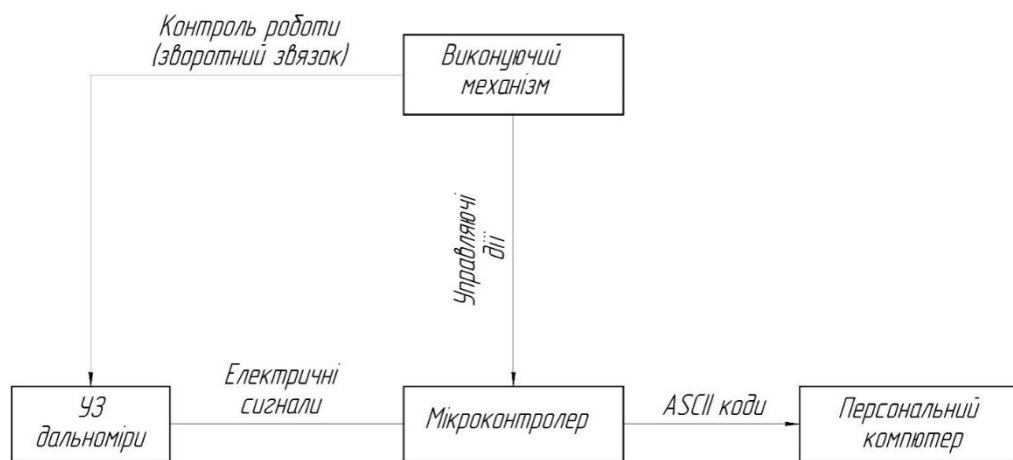 Контроль роботи
(зворотний звязок)
Виконуючий
механізм
Управляючі
дії
УЗ
дальноміри
Електричні
сигнали
Мікроконтролер
ASCII коди
Персональний
компютер